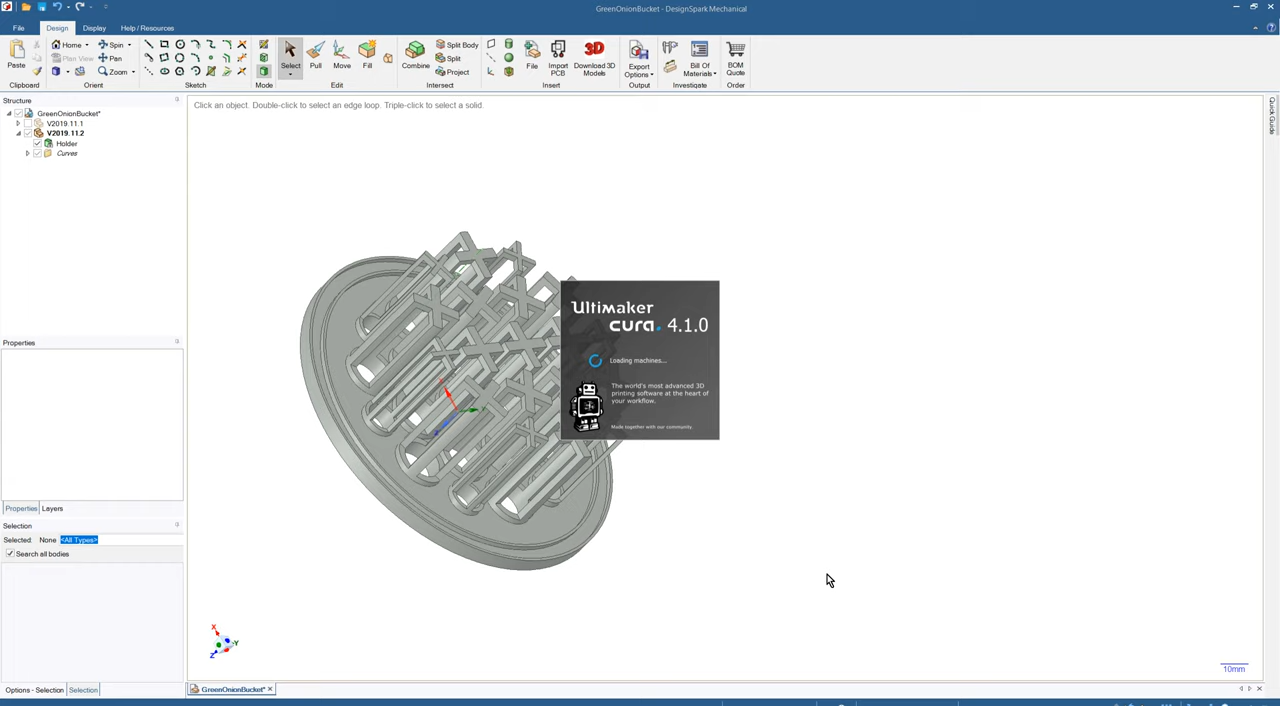 GreenOnionBucket - DesignSpark Mechanical
File Design Display Help / Resources
Home Spin Split Body
Plan View Pan Split
Zoom Project
Paste Select Pull Move Fill Combine File Import PCB Download 3D Models Export Options Bill Of Materials BOM Quote
3D
Clipboard Orient Sketch Mode Edit Intersect Insert Output Investigate Order
Structure
Click an object. Double-click to select an edge loop. Triple-click to select a solid.
Quick Guide
GreenOnionBucket*
V2019.11.1
V2019.11.2
Holder
Curves
Ultimaker
cura. 4.1.0
Loading machines...
The world's most advanced 3D
printing software at the heart of
your workflow.
Made together with our community.
Properties
Properties Layers
Selection
Selected: None <All Types>
Search all bodies
X
Y
Z
10mm
Options - Selection Selection
GreenOnionBucket*